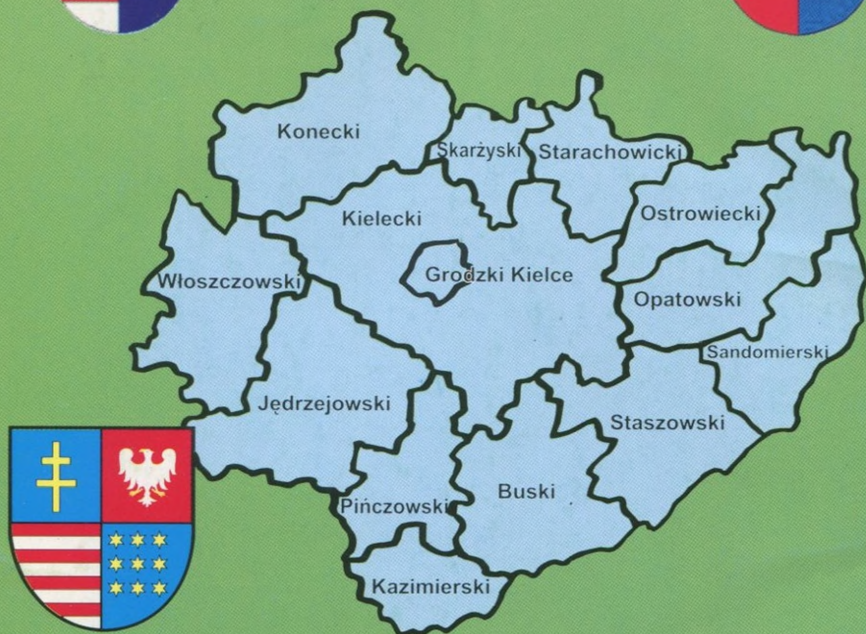 Konecki
Skarżyski
Starachowicki
Kielecki
Ostrowiecki
Grodzki Kielce
Włoszczowski
Opatowski
Sandomierski
Jędrzejowski
Staszowski
Buski
Pińczowski
Kazimierski